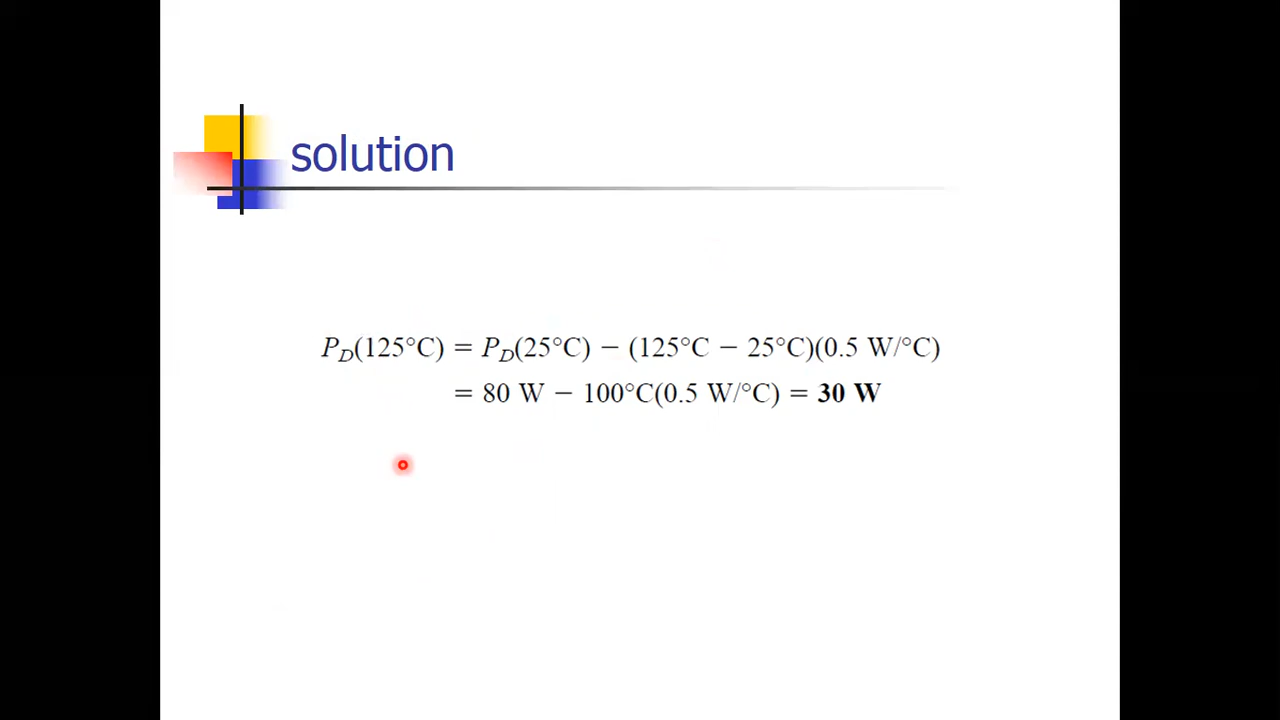 solution
P_D(125°C) = P_D(25°C) − (125°C − 25°C)(0.5 W/°C)
= 80 W − 100°C(0.5 W/°C) = 30 W